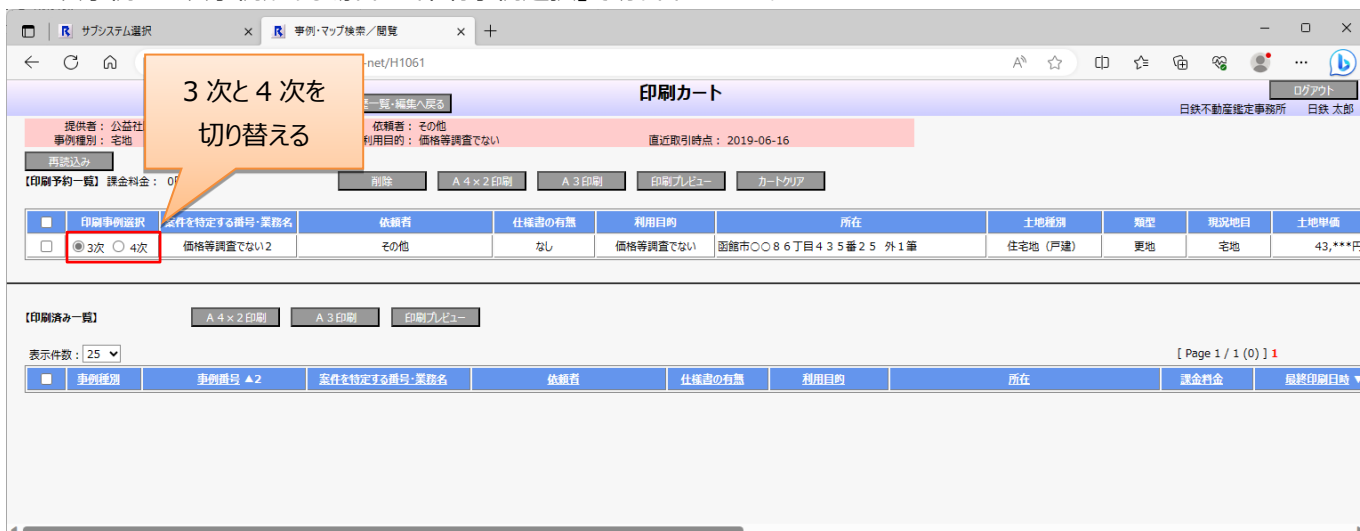 サブシステム選択
事例・マップ検索／閲覧
-net/H1061
3 次と 4 次を
切り替える
歴一覧・編集へ戻る
印刷カート
ログアウト
日鉄不動産鑑定事務所 日鉄 太郎
提供者： 公益社
依頼者： その他
事例種別： 宅地
利用目的： 価格等調査でない
直近取引時点： 2019-06-16
再読込み
【印刷予約一覧】 課金料金： 0
削除
A 4 × 2 印刷
A 3 印刷
印刷プレビュー
カートクリア
印刷事例選択 案件を特定する番号・業務名 依頼者 仕様書の有無 利用目的 所在 土地種別 類型 現況地目 土地単価
3次 4次 価格等調査でない2 その他 なし 価格等調査でない 函館市○○８６丁目４３５番２５ 外１筆 住宅地（戸建） 更地 宅地 43,***円
【印刷済み一覧】
A 4 × 2 印刷
A 3 印刷
印刷プレビュー
表示件数： 25
[ Page 1 / 1 (0) ] 1
事例種別 事例番号 ▲2 案件を特定する番号・業務名 依頼者 仕様書の有無 利用目的 所在 課金料金 最終印刷日時 ▼